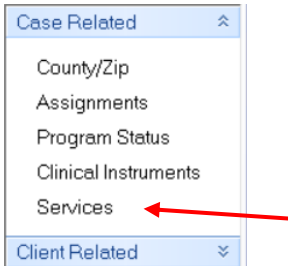 Case Related
County/Zip
Assignments
Program Status
Clinical Instruments
Services
Client Related